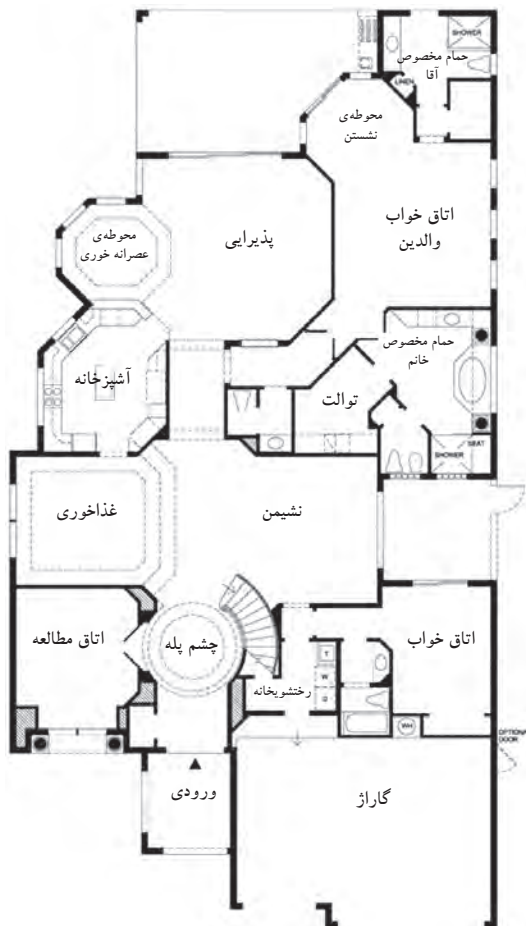 SHOWER
حمام مخصوص
آقا
LINEN
محوطه‌ی
نشستن
اتاق خواب
والدین
پذیرایی
محوطه‌ی
عصرانه خوری
حمام مخصوص
خانم
آشپزخانه
توالت
SEAT
SHOWER
غذاخوری
نشیمن
اتاق مطالعه
چشم پله
اتاق خواب
T
W
رختشویخانه
D
WH
OPTIONAL
DOOR
ورودی
گاراژ